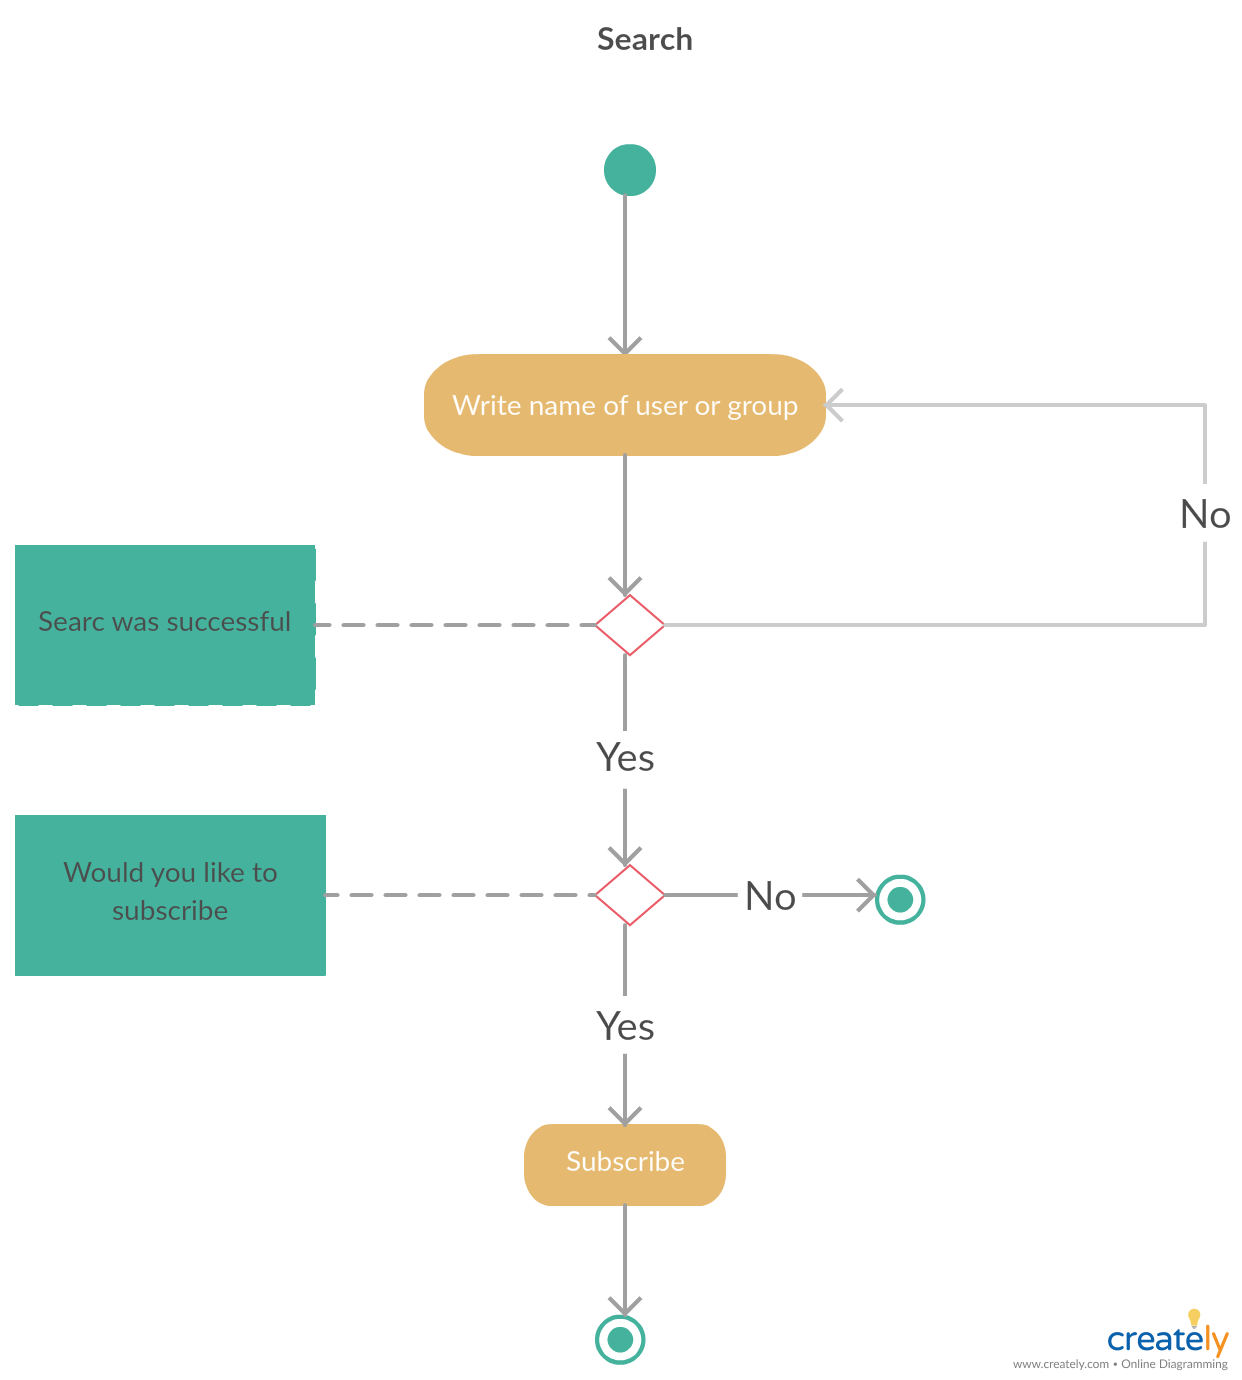 Search
Write name of user or group
No
Searc was successful
Yes
Would you like to
subscribe
No
Yes
Subscribe
creately
www.creately.com • Online Diagramming